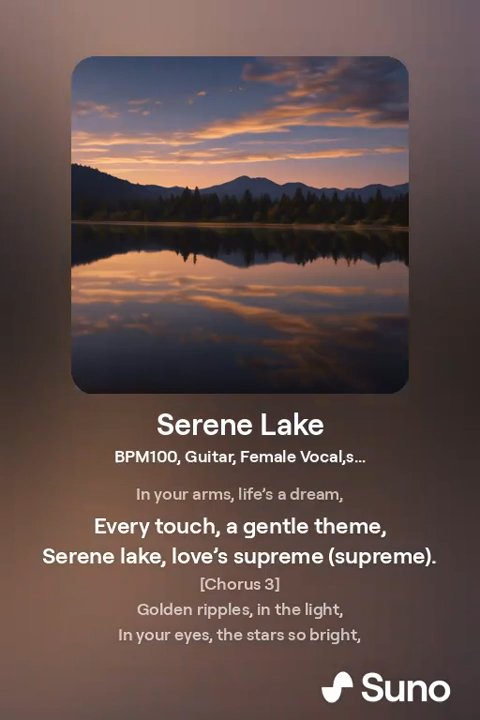 Serene Lake
BPM100, Guitar, Female Vocal,s...
In your arms, life's a dream,
Every touch, a gentle theme,
Serene lake, love's supreme (supreme).
[Chorus 3]
Golden ripples, in the light,
In your eyes, the stars so bright,
Suno